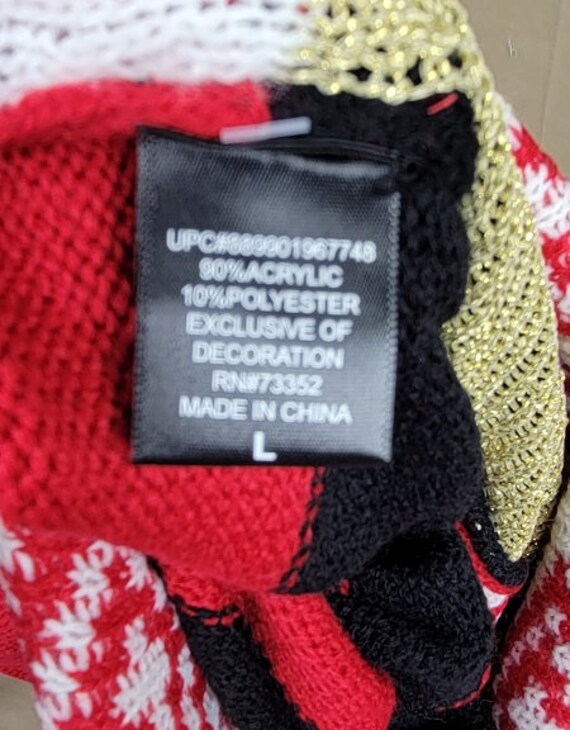 UPC#889901967748
90%ACRYLIC
10%POLYESTER
EXCLUSIVE OF
DECORATION
RN#73352
MADE IN CHINA
L